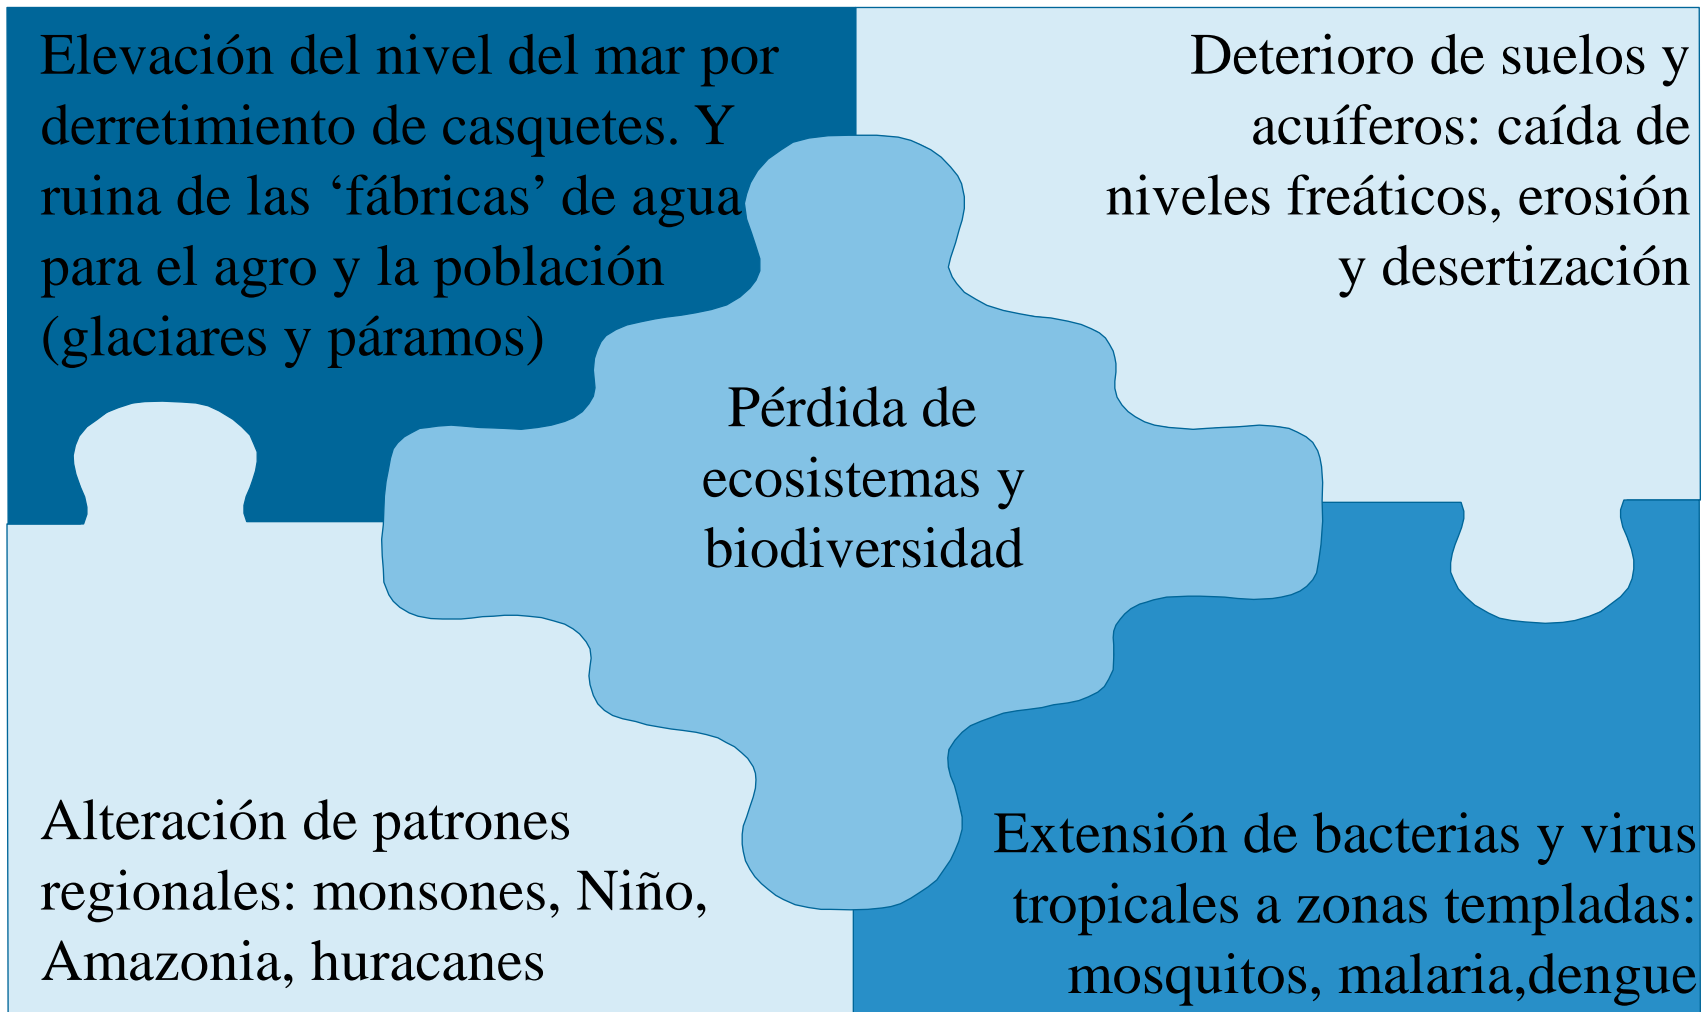 Elevación del nivel del mar por
derretimiento de casquetes. Y
ruina de las ‘fábricas’ de agua
para el agro y la población
(glaciares y páramos)
Deterioro de suelos y
acuíferos: caída de
niveles freáticos, erosión
y desertización
Pérdida de
ecosistemas y
biodiversidad
Alteración de patrones
regionales: monsones, Niño,
Amazonia, huracanes
Extensión de bacterias y virus
tropicales a zonas templadas:
mosquitos, malaria,dengue